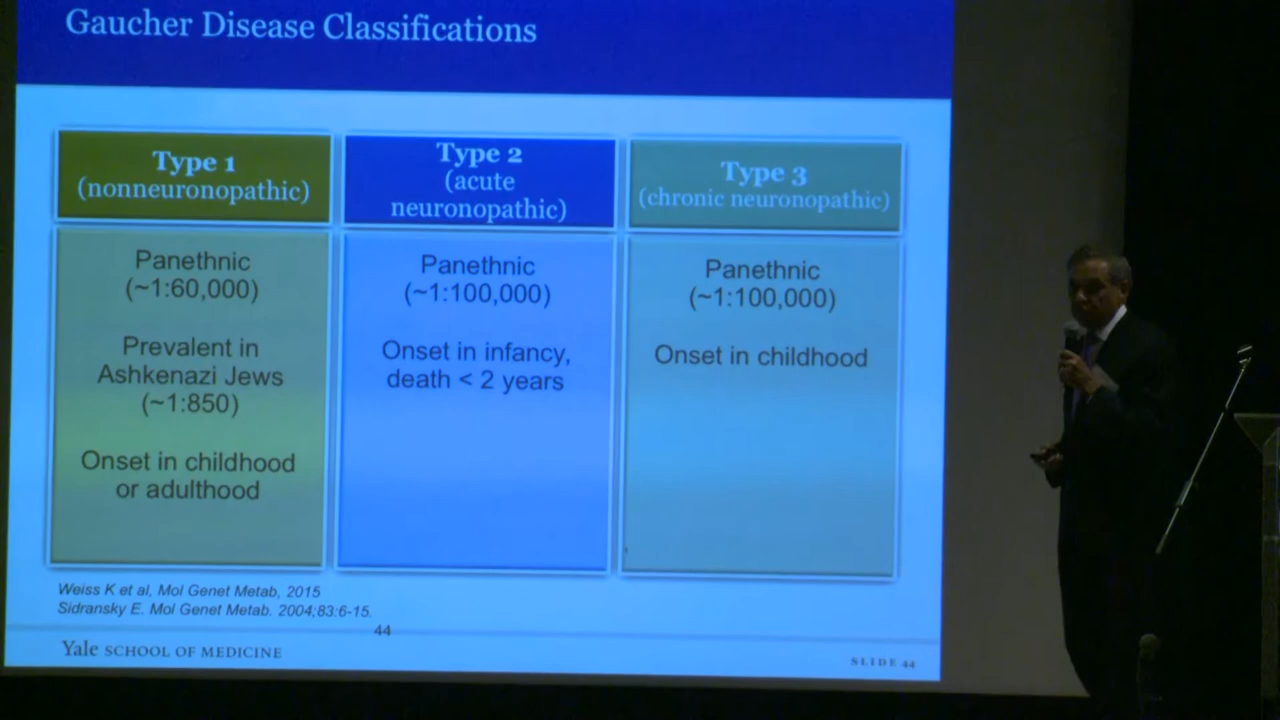 Gaucher Disease Classifications
Type 1
(nonneuronopathic)
Panethnic
(~1:60,000)
Prevalent in
Ashkenazi Jews
(~1:850)
Onset in childhood
or adulthood
Type 2
(acute
neuronopathic)
Panethnic
(~1:100,000)
Onset in infancy,
death < 2 years
Type 3
(chronic neuronopathic)
Panethnic
(~1:100,000)
Onset in childhood
Weiss K et al, Mol Genet Metab, 2015
Sidransky E. Mol Genet Metab. 2004;83:6-15.
44
Yale SCHOOL OF MEDICINE
SLIDE 44